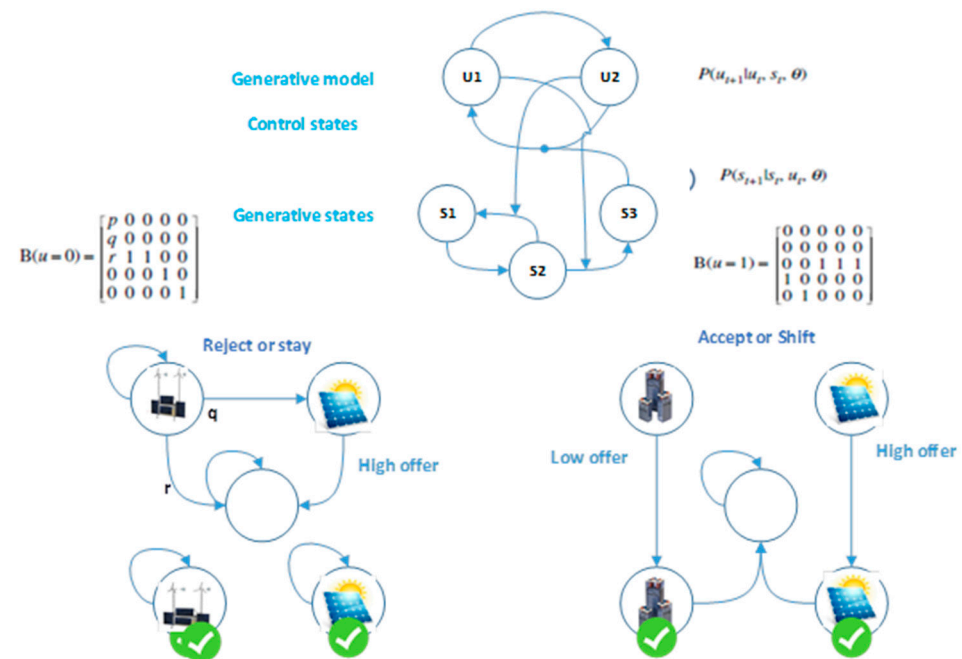 Generative model
U1
U2
P(u_{t+1}|u_t, s_t, θ)
Control states
) P(s_{t+1}|s_t, u_t, θ)
Generative states
S1
S3
S2
B(u = 0) =
p 0 0 0 0
q 0 0 0 0
r 1 1 0 0
0 0 0 1 0
0 0 0 0 1
B(u = 1) =
0 0 0 0 0
0 0 0 0 0
0 0 1 1 1
1 0 0 0 0
0 1 0 0 0
Reject or stay
Accept or Shift
q
High offer
r
Low offer
High offer